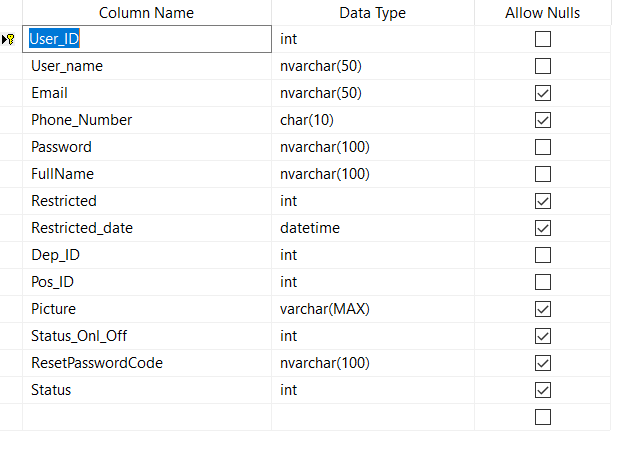 Column Name Data Type Allow Nulls
User_ID int
User_name nvarchar(50)
Email nvarchar(50)
Phone_Number char(10)
Password nvarchar(100)
FullName nvarchar(100)
Restricted int
Restricted_date datetime
Dep_ID int
Pos_ID int
Picture varchar(MAX)
Status_Onl_Off int
ResetPasswordCode nvarchar(100)
Status int